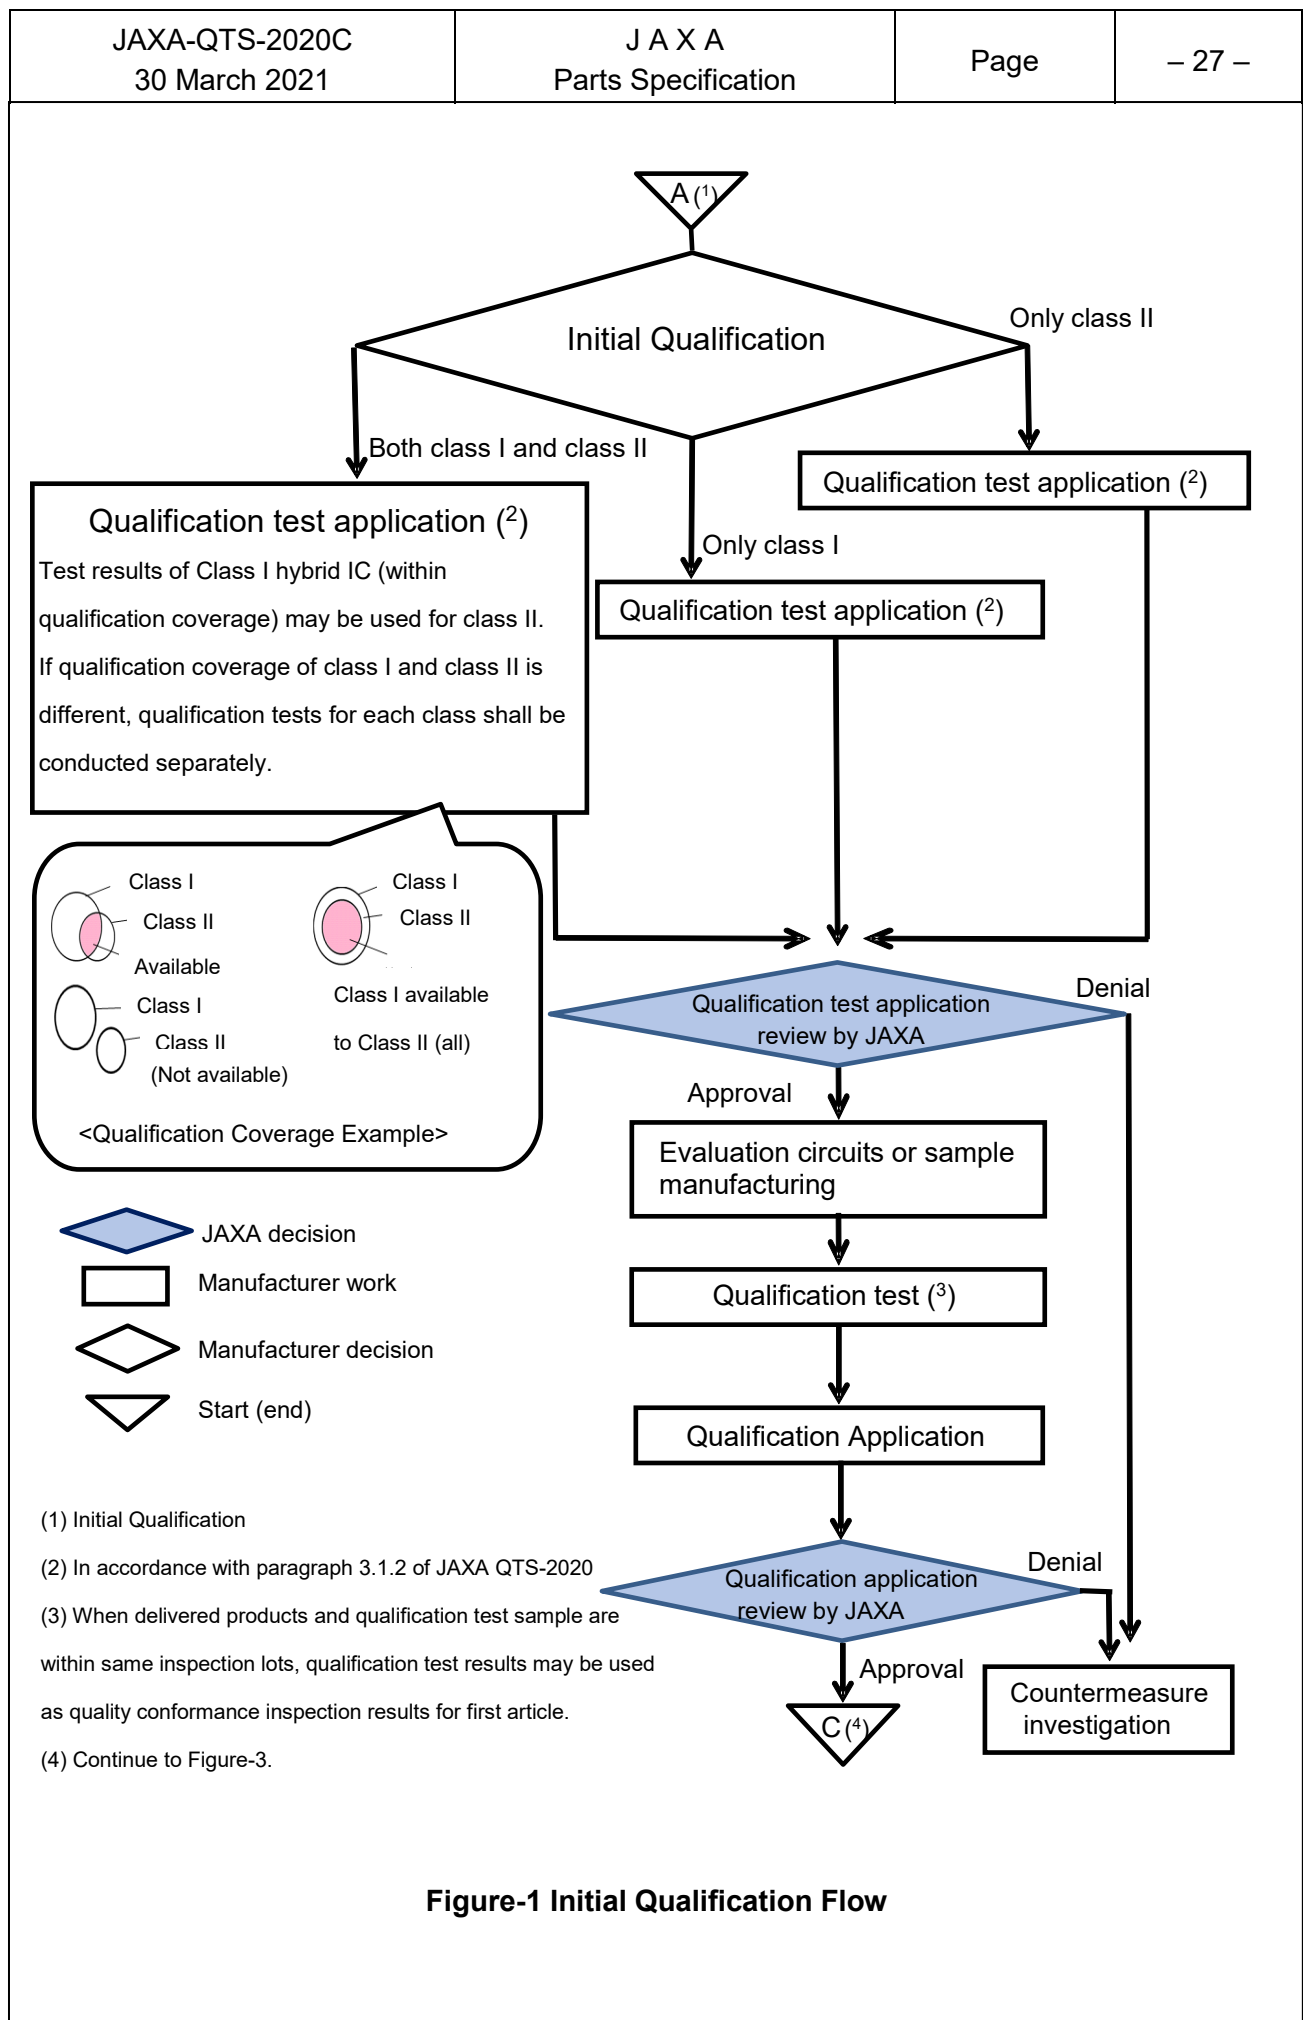 JAXA-QTS-2020C
30 March 2021
J A X A
Parts Specification
Page
– 27 –
A (1)
Initial Qualification
Only class II
Both class I and class II
Only class I
Qualification test application (2)
Qualification test application (2)
Test results of Class I hybrid IC (within
qualification coverage) may be used for class II.
If qualification coverage of class I and class II is
different, qualification tests for each class shall be
conducted separately.
Qualification test application (2)
Class I
Class II
Available
Class I
Class II
(Not available)
Class I
Class II
Class I available
to Class II (all)
<Qualification Coverage Example>
Qualification test application
review by JAXA
Denial
Approval
Evaluation circuits or sample
manufacturing
Qualification test (3)
Qualification Application
Qualification application
review by JAXA
Denial
Approval
C (4)
Countermeasure
investigation
JAXA decision
Manufacturer work
Manufacturer decision
Start (end)
(1) Initial Qualification
(2) In accordance with paragraph 3.1.2 of JAXA QTS-2020
(3) When delivered products and qualification test sample are
within same inspection lots, qualification test results may be used
as quality conformance inspection results for first article.
(4) Continue to Figure-3.
Figure-1 Initial Qualification Flow